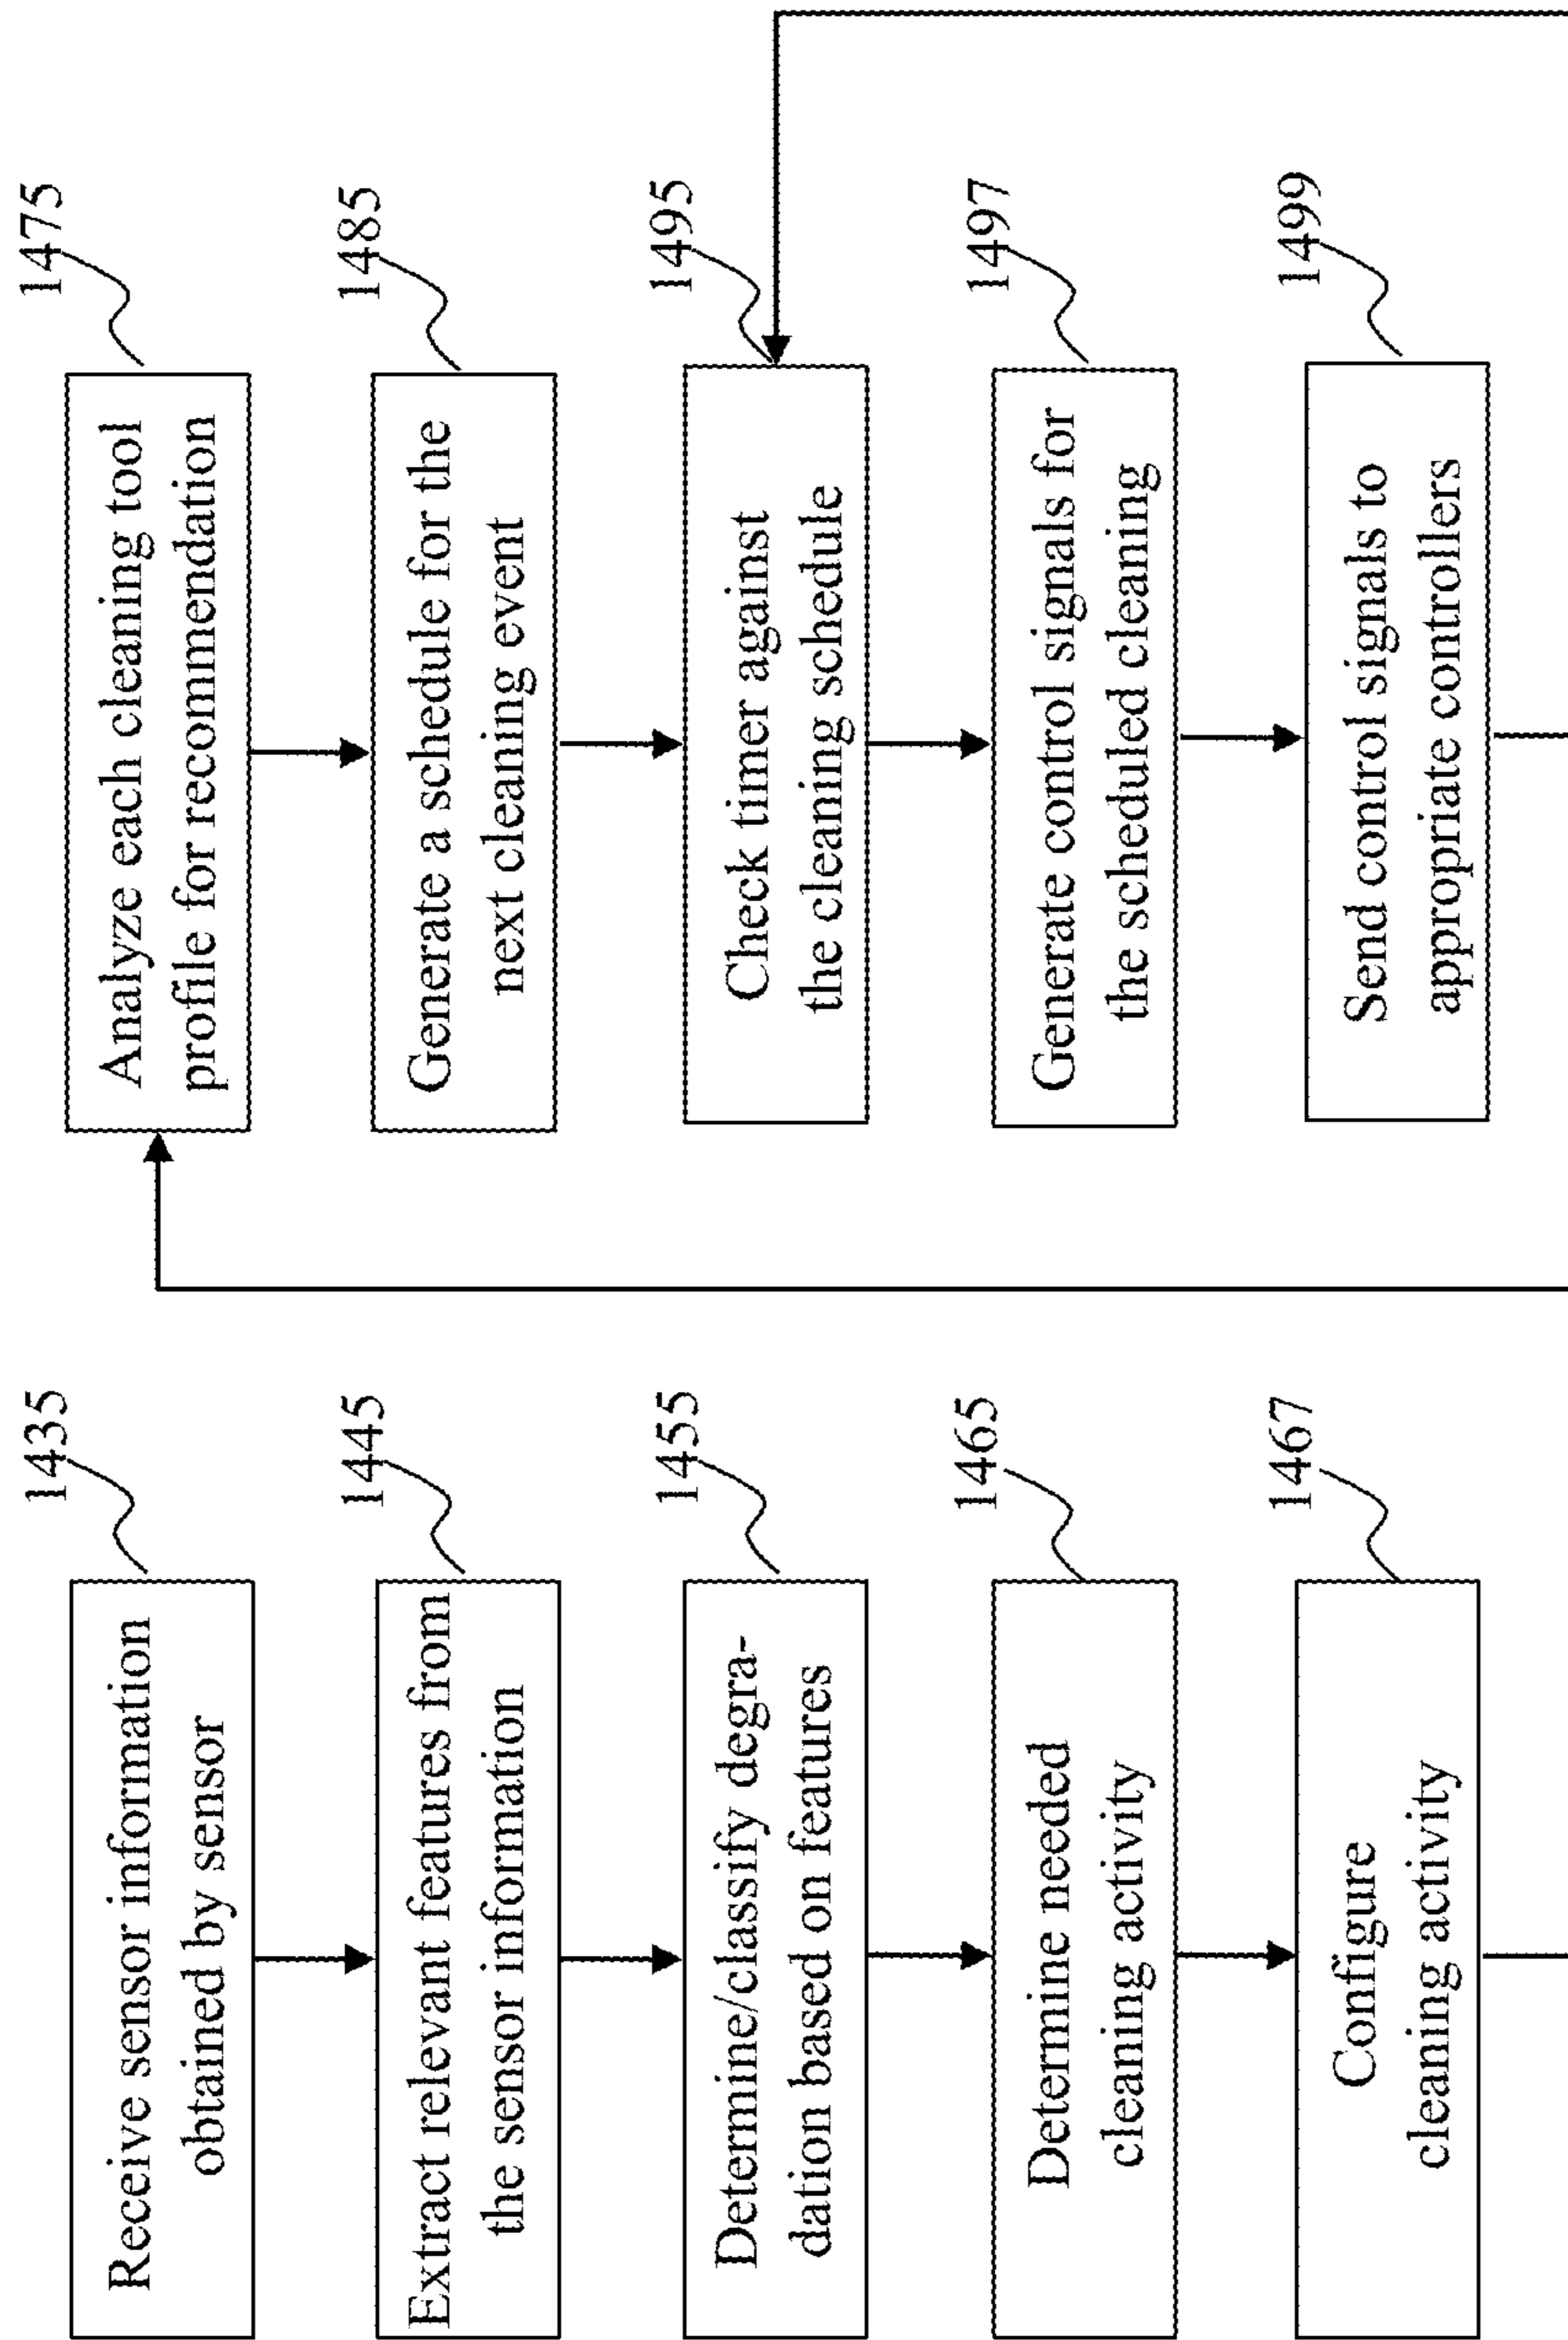 1435
Receive sensor information
obtained by sensor
1445
Extract relevant features from
the sensor information
1455
Determine/classify degra-
dation based on features
1465
Determine needed
cleaning activity
1467
Configure
cleaning activity
1475
Analyze each cleaning tool
profile for recommendation
1485
Generate a schedule for the
next cleaning event
1495
Check timer against
the cleaning schedule
1497
Generate control signals for
the scheduled cleaning
1499
Send control signals to
appropriate controllers